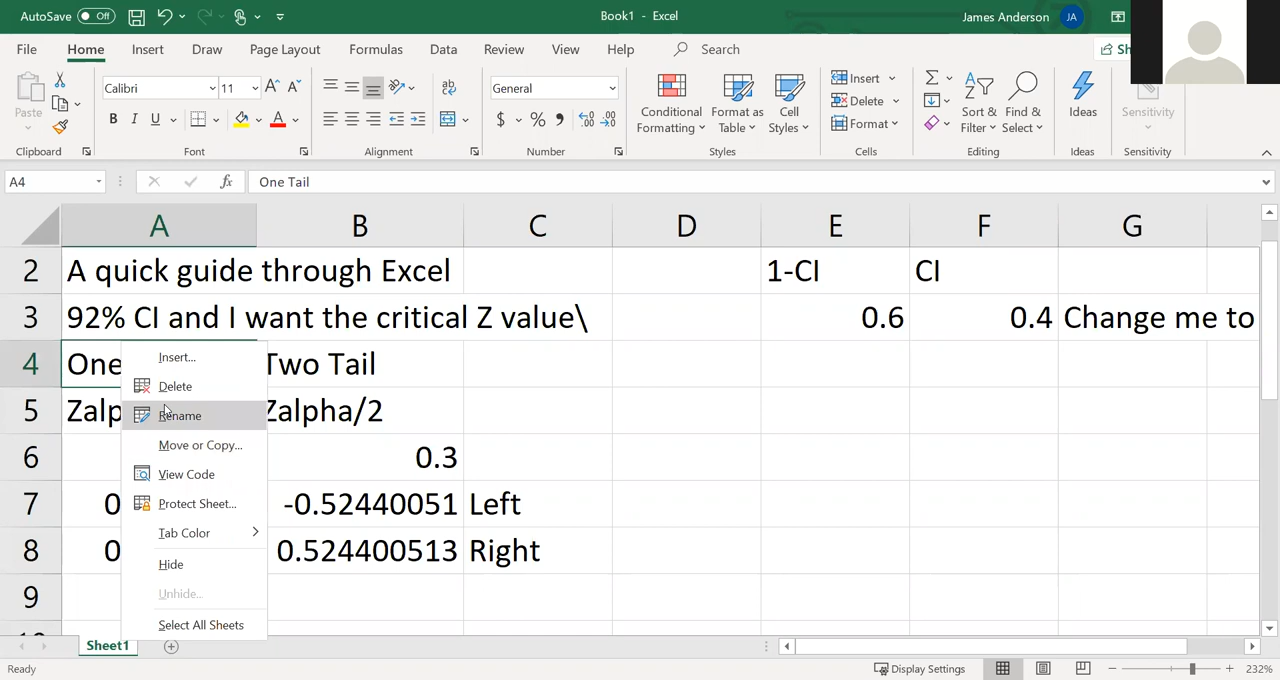 AutoSave Off Book1 - Excel James Anderson JA
File Home Insert Draw Page Layout Formulas Data Review View Help Search Sh
Paste Calibri 11 A^ A˅ ab General $ % 9 .00 Conditional Formatting Format as Table Cell Styles Insert Delete Format Sort & Filter Find & Select Ideas Sensitivity
B I U A
Clipboard Font Alignment Number Styles Cells Editing Ideas Sensitivity
A4 fx One Tail
A B C D E F G
2 A quick guide through Excel 1-CI CI
3 92% CI and I want the critical Z value\ 0.6 0.4 Change me to
4 One Two Tail
5 Zalp Zalpha/2
6 0.3
7 0 -0.52440051 Left
8 0 0.524400513 Right
9
Insert...
Delete
Rename
Move or Copy...
View Code
Protect Sheet...
Tab Color
Hide
Unhide...
Select All Sheets
Sheet1
Ready Display Settings 232%